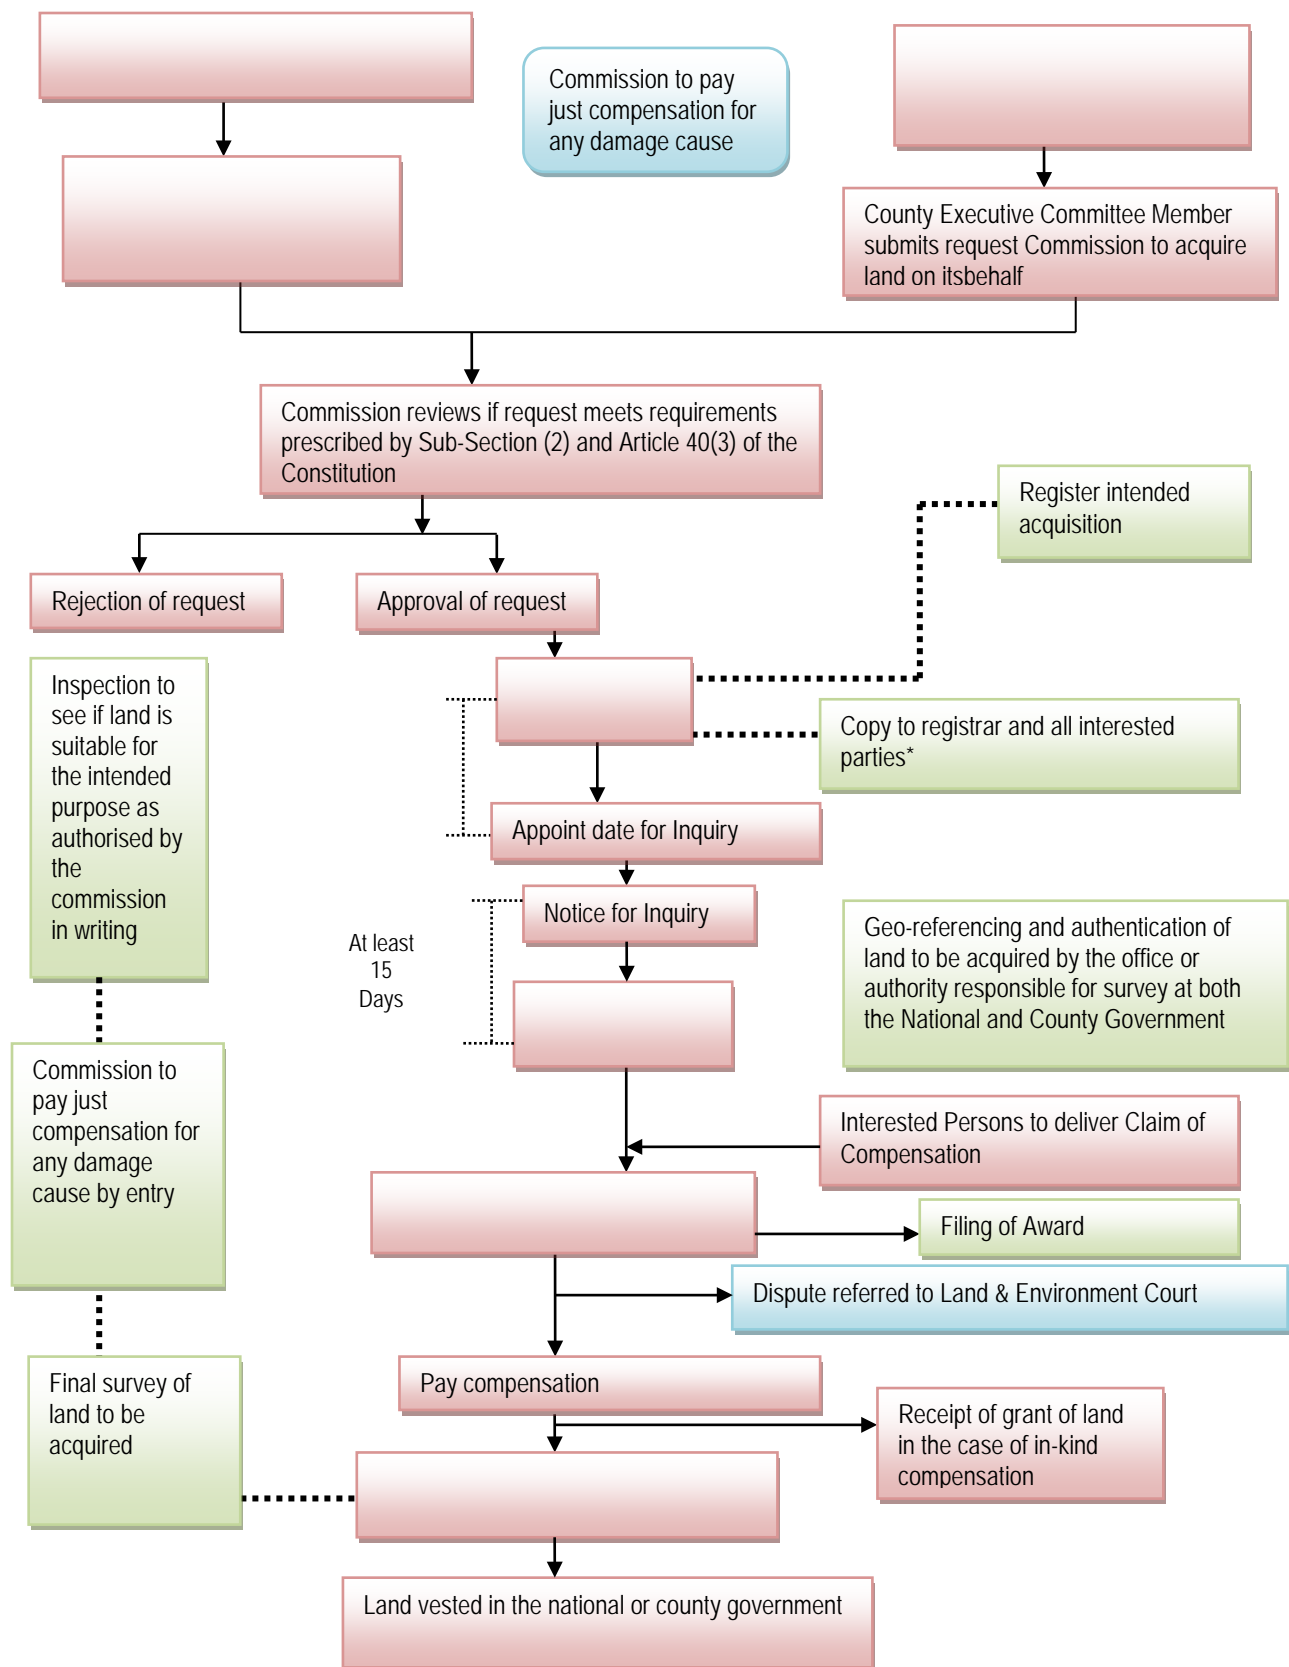 Commission to pay
just compensation for
any damage cause
County Executive Committee Member
submits request Commission to acquire
land on itsbehalf
Commission reviews if request meets requirements
prescribed by Sub-Section (2) and Article 40(3) of the
Constitution
Register intended
acquisition
Rejection of request
Approval of request
Inspection to
see if land is
suitable for
the intended
purpose as
authorised by
the
commission
in writing
Copy to registrar and all interested
parties*
Appoint date for Inquiry
Notice for Inquiry
At least
15
Days
Geo-referencing and authentication of
land to be acquired by the office or
authority responsible for survey at both
the National and County Government
Commission to
pay just
compensation for
any damage
cause by entry
Interested Persons to deliver Claim of
Compensation
Filing of Award
Dispute referred to Land & Environment Court
Pay compensation
Final survey of
land to be
acquired
Receipt of grant of land
in the case of in-kind
compensation
Land vested in the national or county government